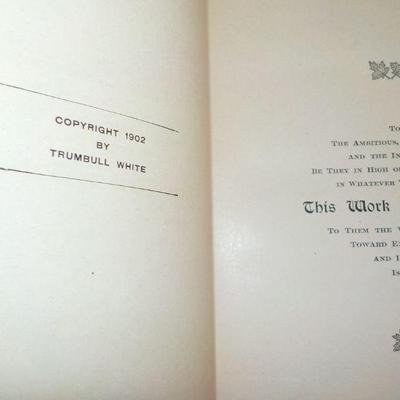 COPYRIGHT 1902
BY
TRUMBULL WHITE
To
The Ambitious,
and the In
Be They in High o
in Whatever
This Work
To Them the
Toward E
and I
Is